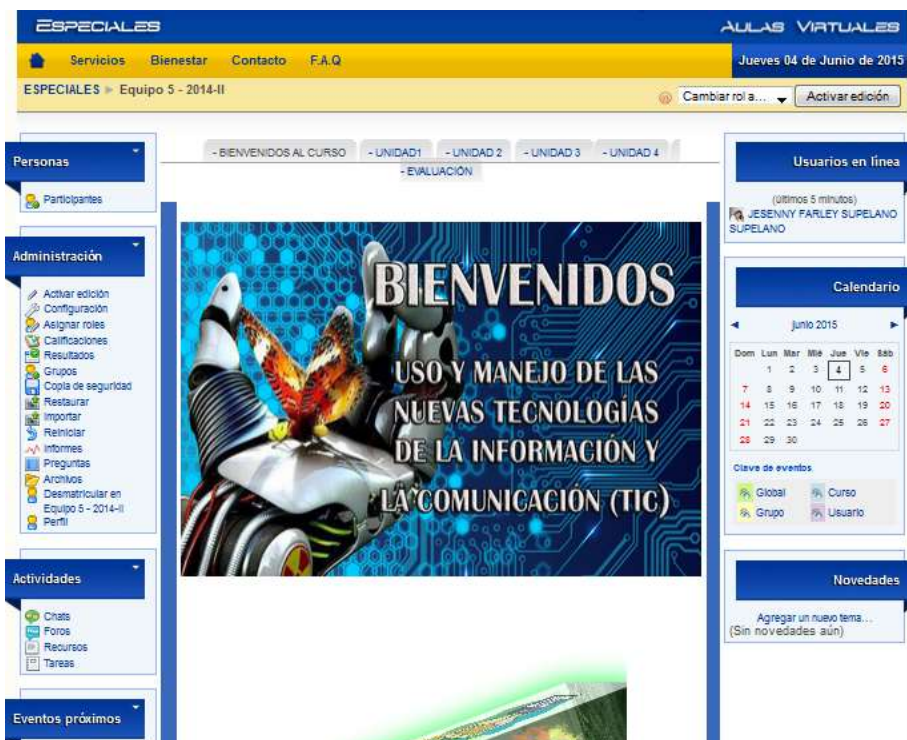 ESPECIALES
AULAS VIRTUALES
Servicios Bienestar Contacto F.A.Q
Jueves 04 de Junio de 2015
ESPECIALES ► Equipo 5 - 2014-II
Cambiar rol a...
Activar edición
Personas
Participantes
Administración
Activar edición
Configuración
Asignar roles
Calificaciones
Resultados
Grupos
Copia de seguridad
Restaurar
Importar
Reiniciar
Informes
Preguntas
Archivos
Desmatricular en
Equipo 5 - 2014-II
Perfil
Actividades
Chats
Foros
Recursos
Tareas
Eventos próximos
- BIENVENIDOS AL CURSO - UNIDAD1 - UNIDAD 2 - UNIDAD 3 - UNIDAD 4
- EVALUACIÓN
BIENVENIDOS
USO Y MANEJO DE LAS
NUEVAS TECNOLOGÍAS
DE LA INFORMACIÓN Y
LA COMUNICACIÓN (TIC)
Usuarios en línea
(últimos 5 minutos)
JESENNY FARLEY SUPELANO
SUPELANO
Calendario
◄ junio 2015 ►
Dom Lun Mar Mié Jue Vie Sáb
1 2 3 4 5 6
7 8 9 10 11 12 13
14 15 16 17 18 19 20
21 22 23 24 25 26 27
28 29 30
Clave de eventos
Global Curso
Grupo Usuario
Novedades
Agregar un nuevo tema...
(Sin novedades aún)